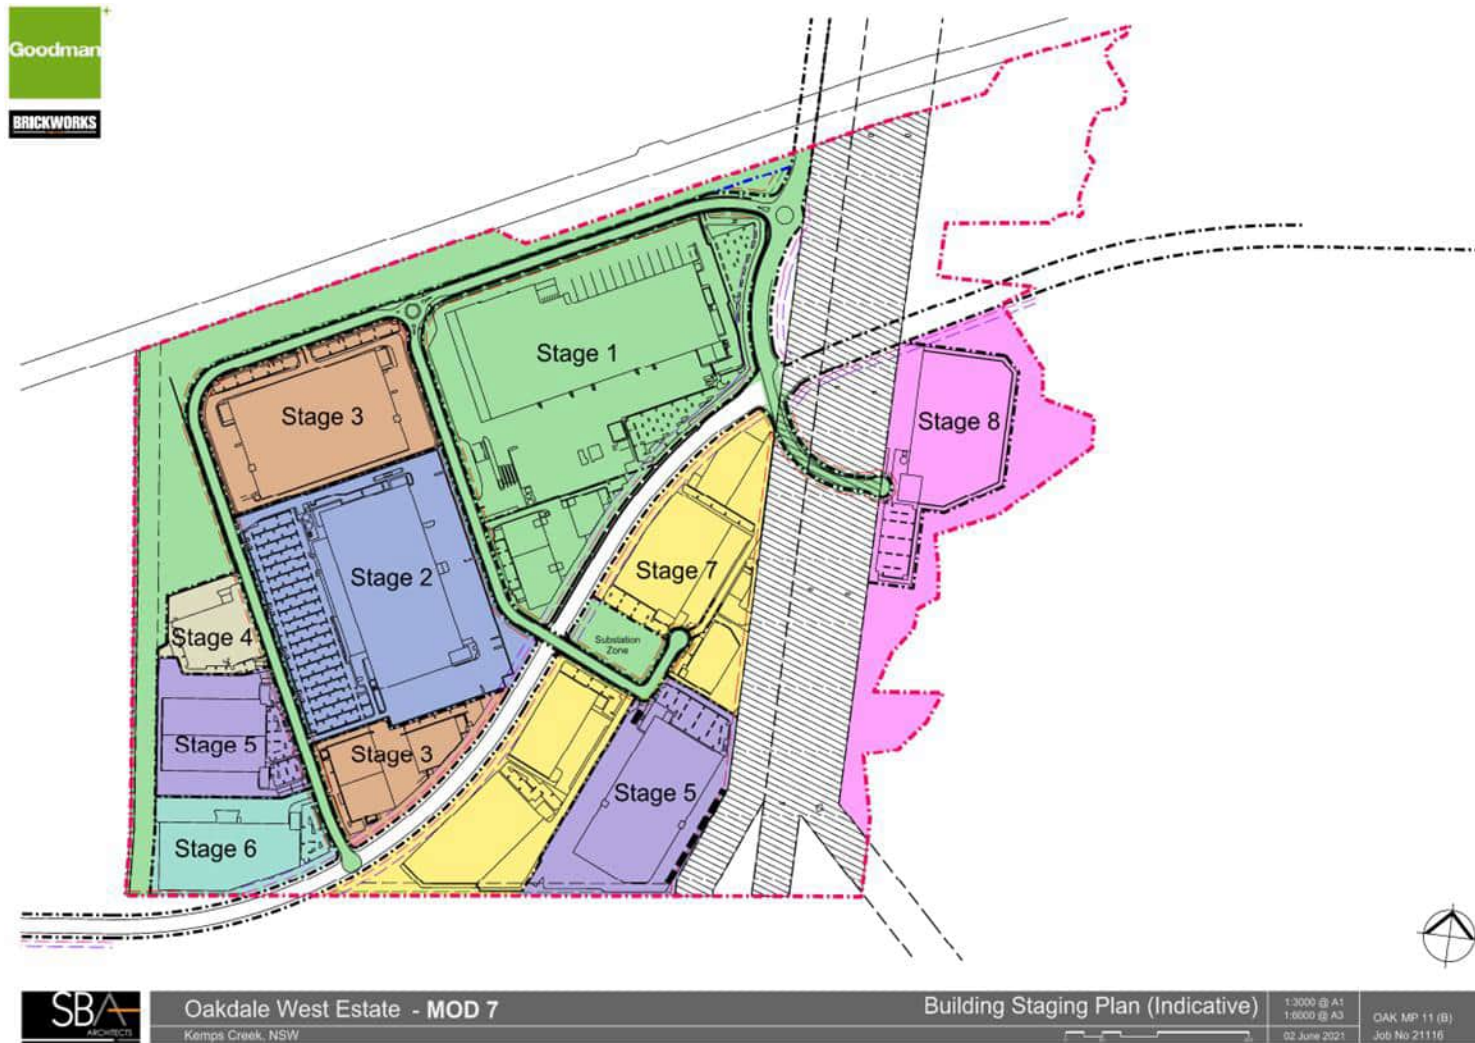 Goodman
BRICKWORKS
Stage 1
Stage 3
Stage 8
Stage 2
Stage 7
Stage 4
Substation
Zone
Stage 5
Stage 3
Stage 5
Stage 6
SBA
ARCHITECTS
Oakdale West Estate - MOD 7
Kemps Creek, NSW
Building Staging Plan (Indicative)
1:3000 @ A1
1:6000 @ A3
02 June 2021
OAK MP 11 (B)
Job No 21116